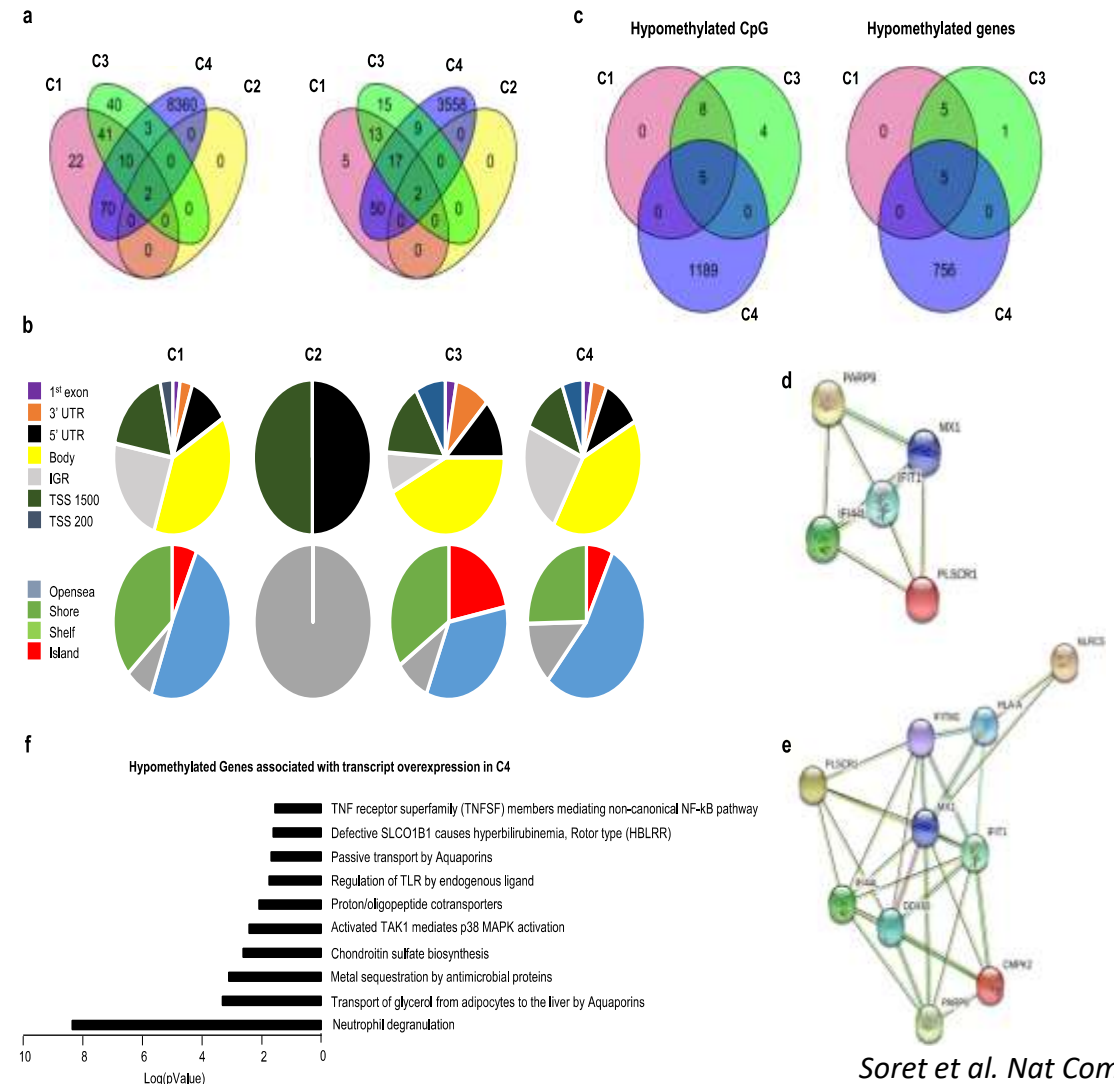 a
C1
C3
C4
C2
40
8360
41
3
0
22
10
0
0
70
2
0
0
0
0
C1
C3
C4
C2
15
3558
13
9
0
5
17
0
0
50
2
0
0
0
0
c
Hypomethylated CpG
C1
C3
8
0
4
5
0
0
1189
C4
Hypomethylated genes
C1
C3
5
0
1
5
0
0
756
C4
b
C1
C2
C3
C4
1st exon
3' UTR
5' UTR
Body
IGR
TSS 1500
TSS 200
Opensea
Shore
Shelf
Island
d
PARP9
MX1
IFIT1
PLSCR1
e
HLA-A
PLSCR1
MX1
IFIT1
CMPK2
PARP9
f
Hypomethylated Genes associated with transcript overexpression in C4
TNF receptor superfamily (TNFSF) members mediating non-canonical NF-kB pathway
Defective SLCO1B1 causes hyperbilirubinemia, Rotor type (HBLRR)
Passive transport by Aquaporins
Regulation of TLR by endogenous ligand
Proton/oligopeptide cotransporters
Activated TAK1 mediates p38 MAPK activation
Chondroitin sulfate biosynthesis
Metal sequestration by antimicrobial proteins
Transport of glycerol from adipocytes to the liver by Aquaporins
Neutrophil degranulation
10 8 6 4 2 0
Log(pValue)
Soret et al. Nat Com